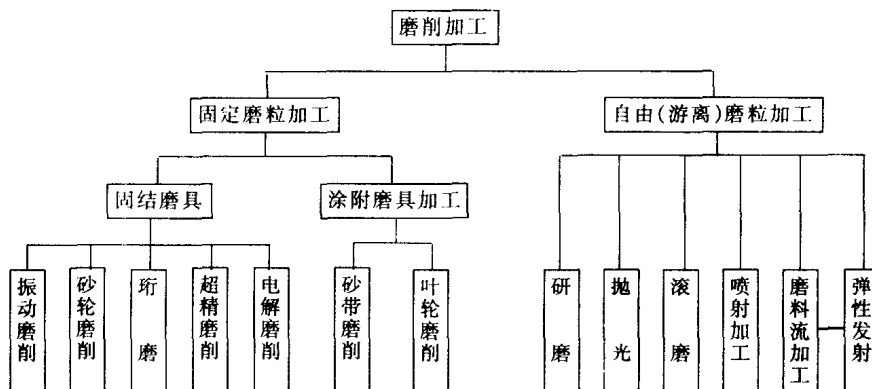 磨削加工
固定磨粒加工
自由(游离)磨粒加工
固结磨具
涂附磨具加工
振动磨削
砂轮磨削
珩磨
超精磨削
电解磨削
砂带磨削
叶轮磨削
研磨
抛光
滚磨
喷射加工
磨料流加工
弹性发射